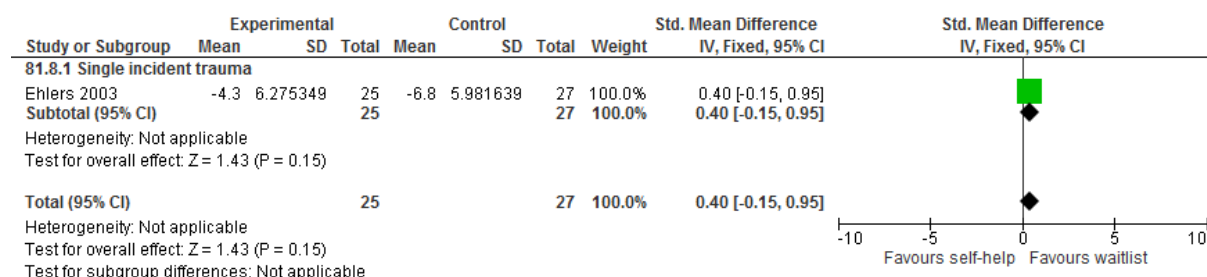 Experimental Control Std. Mean Difference Std. Mean Difference
Study or Subgroup Mean SD Total Mean SD Total Weight IV, Fixed, 95% CI IV, Fixed, 95% CI
81.8.1 Single incident trauma
Ehlers 2003 -4.3 6.275349 25 -6.8 5.981639 27 100.0% 0.40 [-0.15, 0.95]
Subtotal (95% CI) 25 27 100.0% 0.40 [-0.15, 0.95]
Heterogeneity: Not applicable
Test for overall effect: Z = 1.43 (P = 0.15)
Total (95% CI) 25 27 100.0% 0.40 [-0.15, 0.95]
Heterogeneity: Not applicable
Test for overall effect: Z = 1.43 (P = 0.15)
Test for subgroup differences: Not applicable
-10 -5 0 5 10
Favours self-help Favours waitlist